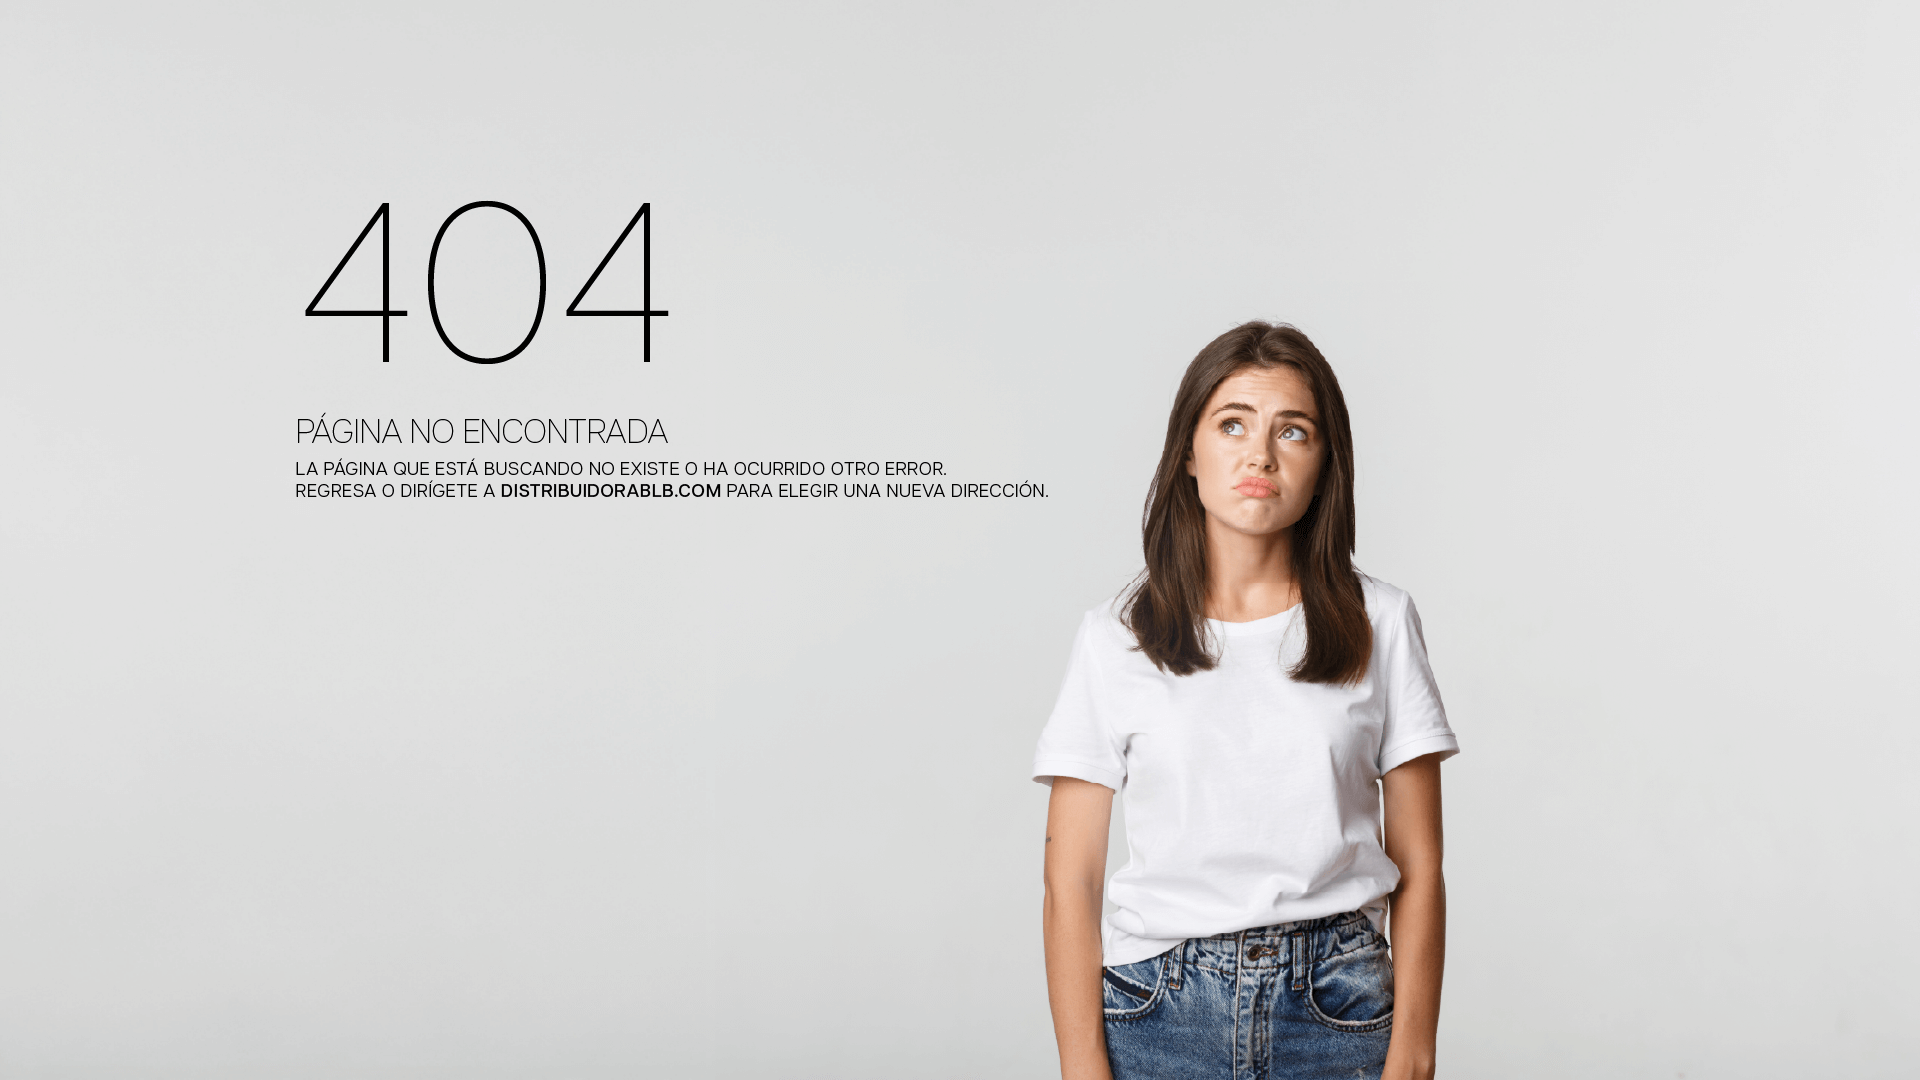 404
PÁGINA NO ENCONTRADA
LA PÁGINA QUE ESTÁ BUSCANDO NO EXISTE O HA OCURRIDO OTRO ERROR.
REGRESA O DIRÍGETE A DISTRIBUIDORABLB.COM PARA ELEGIR UNA NUEVA DIRECCIÓN.